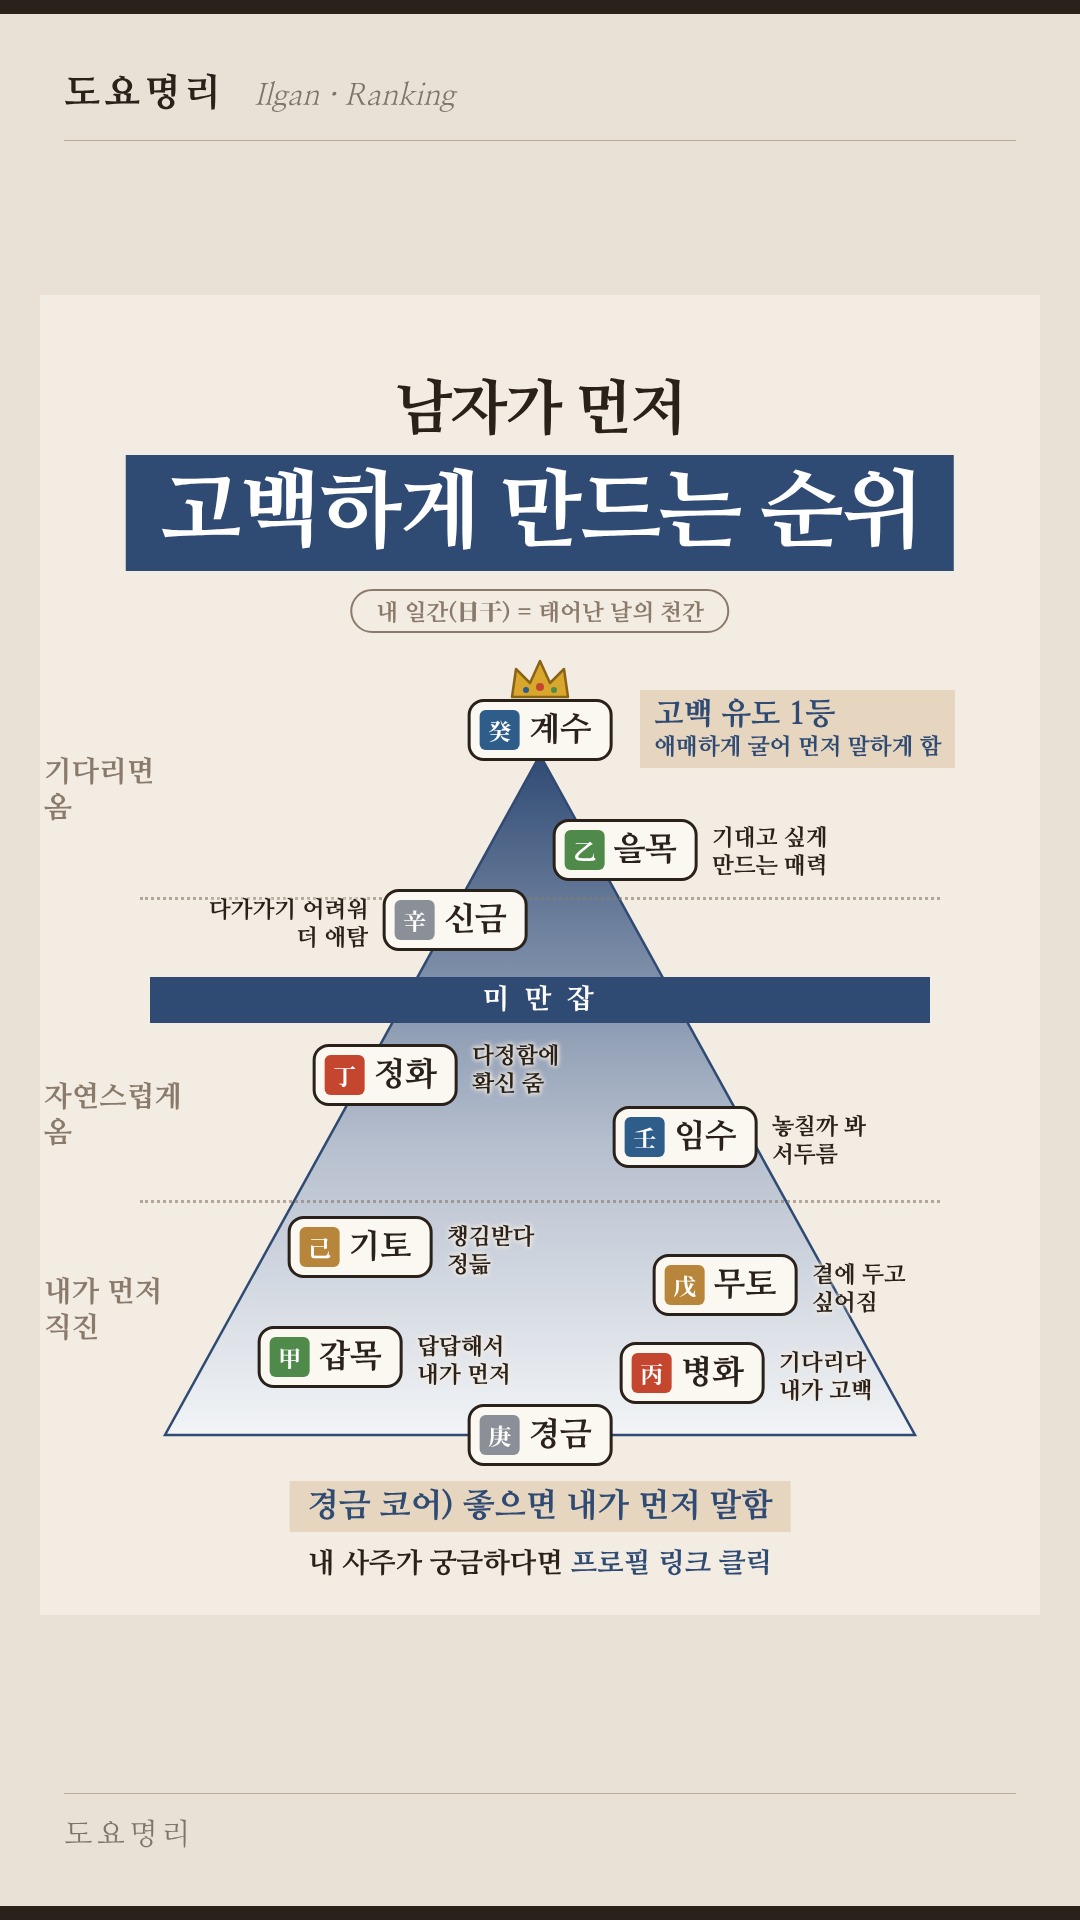 도요명리 Ilgan · Ranking
남자가 먼저
고백하게 만드는 순위
내 일간(日干) = 태어난 날의 천간
癸 계수
고백 유도 1등
애매하게 굴어 먼저 말하게 함
기다리면
옴
乙 을목
기대고 싶게
만드는 매력
다가가기 어려워
더 애탐
辛 신금
미만잡
丁 정화
다정함에
확신 줌
자연스럽게
옴
壬 임수
놓칠까 봐
서두름
己 기토
챙김받다
정듦
戊 무토
곁에 두고
싶어짐
내가 먼저
직진
甲 갑목
답답해서
내가 먼저
丙 병화
기다리다
내가 고백
庚 경금
경금 코어) 좋으면 내가 먼저 말함
내 사주가 궁금하다면 프로필 링크 클릭
도요명리